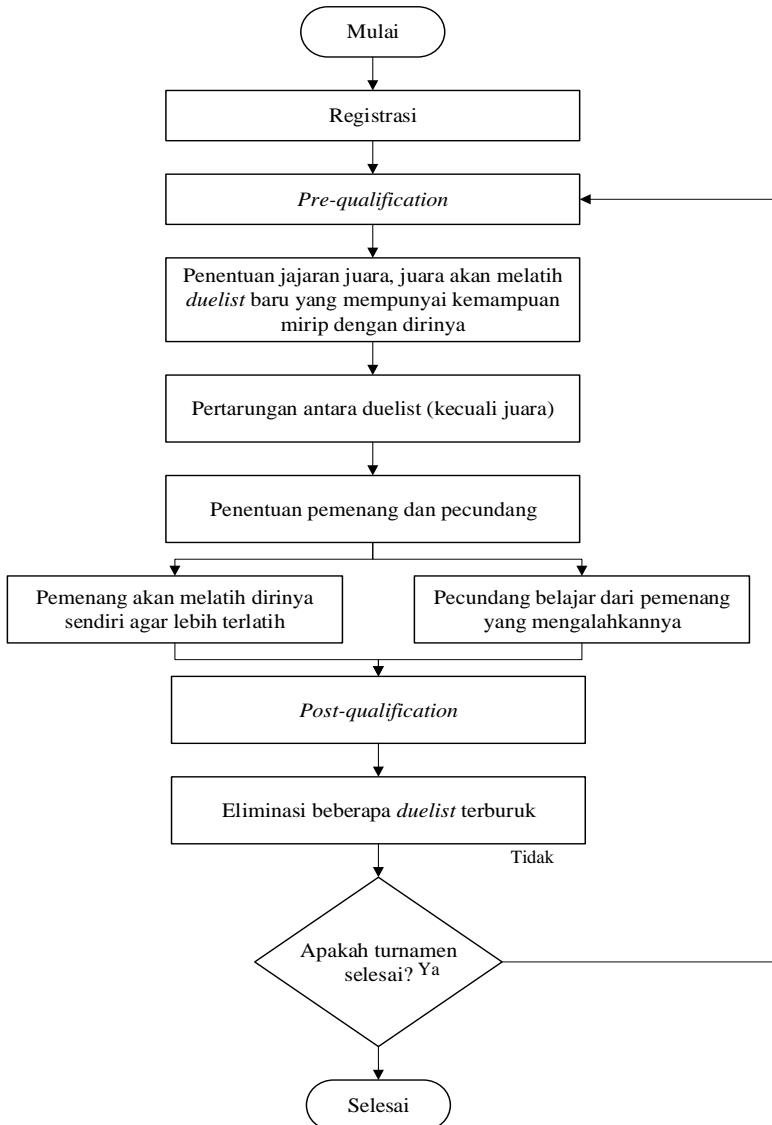 Mulai
Registrasi
Pre-qualification
Penentuan jajaran juara, juara akan melatih
duelist baru yang mempunyai kemampuan
mirip dengan dirinya
Pertarungan antara duelist (kecuali juara)
Penentuan pemenang dan pecundang
Pemenang akan melatih dirinya
sendiri agar lebih terlatih
Pecundang belajar dari pemenang
yang mengalahkannya
Post-qualification
Eliminasi beberapa duelist terburuk
Tidak
Apakah turnamen
selesai? Ya
Selesai